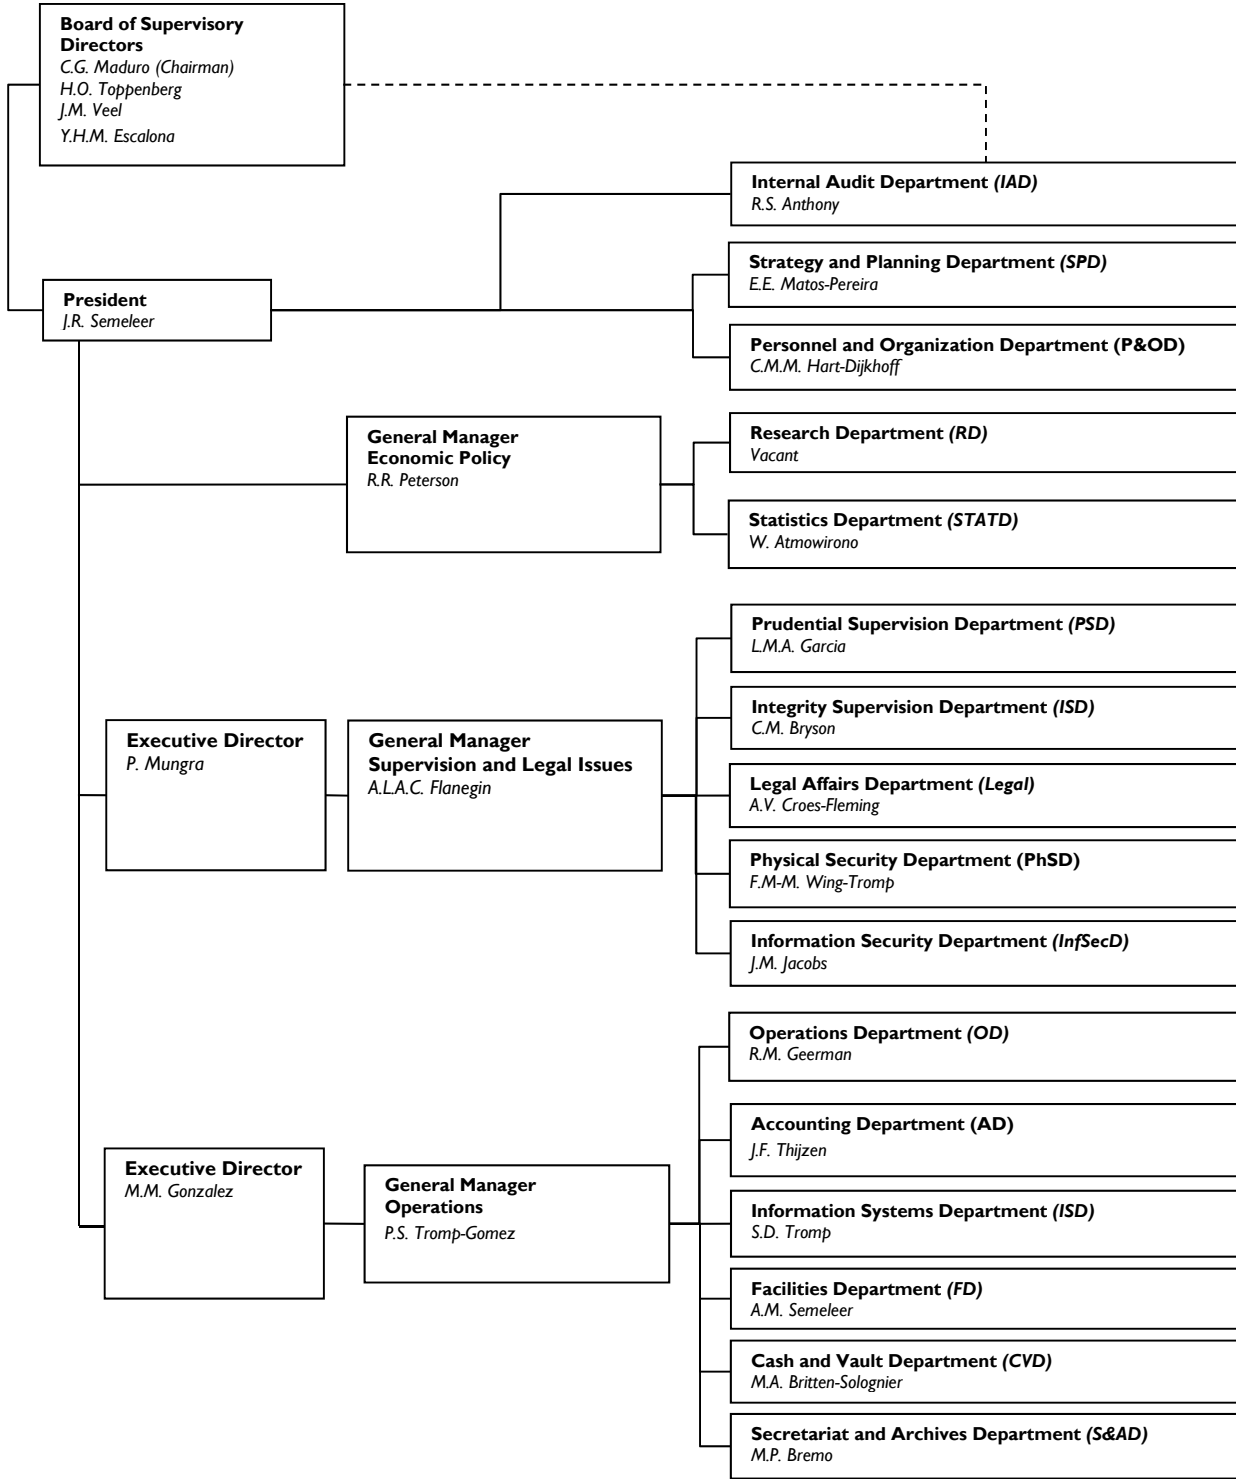 Board of Supervisory
Directors
C.G. Maduro (Chairman)
H.O. Toppenberg
J.M. Veel
Y.H.M. Escalona
Internal Audit Department (IAD)
R.S. Anthony
Strategy and Planning Department (SPD)
E.E. Matos-Pereira
President
J.R. Semeleer
Personnel and Organization Department (P&OD)
C.M.M. Hart-Dijkhoff
General Manager
Economic Policy
R.R. Peterson
Research Department (RD)
Vacant
Statistics Department (STATD)
W. Atmowirono
Prudential Supervision Department (PSD)
L.M.A. Garcia
Integrity Supervision Department (ISD)
C.M. Bryson
Executive Director
P. Mungra
General Manager
Supervision and Legal Issues
A.L.A.C. Flanegin
Legal Affairs Department (Legal)
A.V. Croes-Fleming
Physical Security Department (PhSD)
F.M-M. Wing-Tromp
Information Security Department (InfSecD)
J.M. Jacobs
Operations Department (OD)
R.M. Geerman
Accounting Department (AD)
J.F. Thijzen
Executive Director
M.M. Gonzalez
General Manager
Operations
P.S. Tromp-Gomez
Information Systems Department (ISD)
S.D. Tromp
Facilities Department (FD)
A.M. Semeleer
Cash and Vault Department (CVD)
M.A. Britten-Solognier
Secretariat and Archives Department (S&AD)
M.P. Bremo